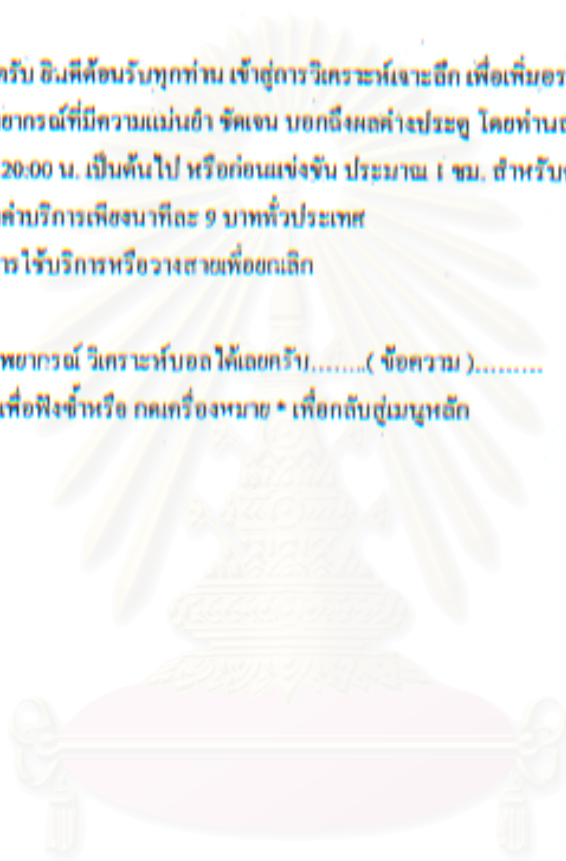 ครับ ยินดีต้อนรับทุกท่าน เข้าสู่การวิเคราะห์เจาะลึก เพื่อเพิ่มอร
ยากรณ์ที่มีความแม่นยำ ชัดเจน บอกถึงผลต่างประตู โดยท่านส
20:00 น. เป็นต้นไป หรือก่อนแข่งขัน ประมาณ 1 ชม. สำหรับ
ค่าบริการเพียงนาทีละ 9 บาททั่วประเทศ
ารใช้บริการหรือวางสายเพื่อยกเลิก
พยากรณ์ วิเคราะห์บอลได้เลยครับ........( ข้อความ ).........
เพื่อฟังซ้ำหรือ กดเครื่องหมาย * เพื่อกลับสู่เมนูหลัก